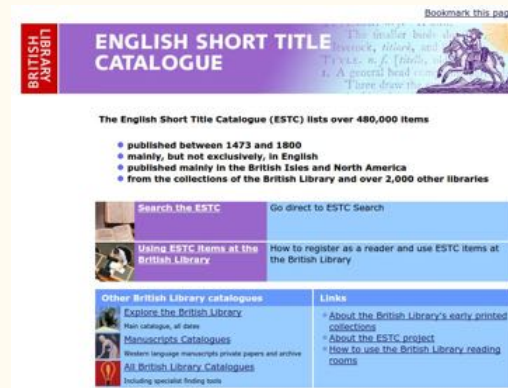 Bookmark this pag
BRITISH
LIBRARY
ENGLISH SHORT TITLE
CATALOGUE
The English Short Title Catalogue (ESTC) lists over 480,000 items
published between 1473 and 1800
mainly, but not exclusively, in English
published mainly in the British Isles and North America
from the collections of the British Library and over 2,000 other libraries
Search the ESTC
Go direct to ESTC Search
Using ESTC items at the
British Library
How to register as a reader and use ESTC items at
the British Library
Other British Library catalogues
Explore the British Library
Main catalogue, all dates
Manuscripts Catalogues
Western language manuscripts private papers and archive
All British Library Catalogues
Including specialist finding tools
Links
About the British Library's early printed
collections
About the ESTC project
How to use the British Library reading
rooms